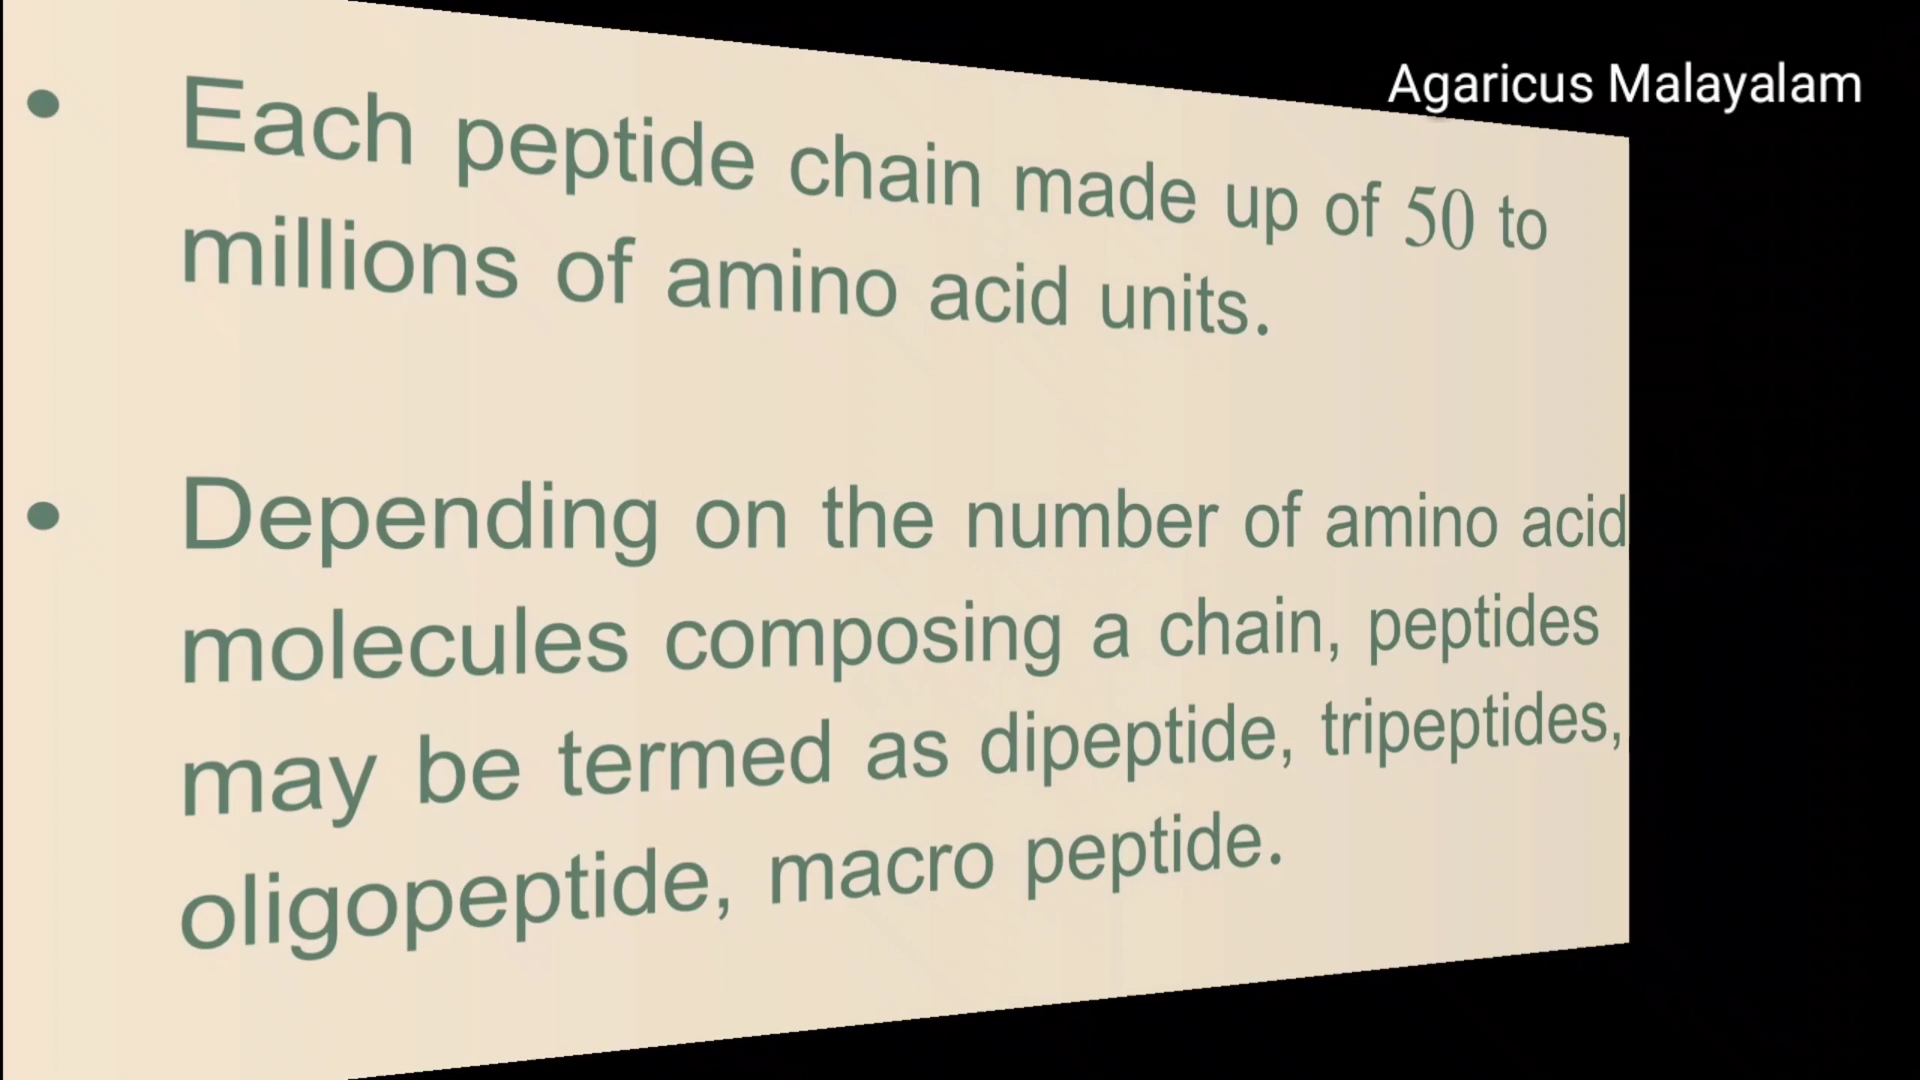 Agaricus Malayalam
• Each peptide chain made up of 50 to
millions of amino acid units.
• Depending on the number of amino acid
molecules composing a chain, peptides
may be termed as dipeptide, tripeptides,
oligopeptide, macro peptide.